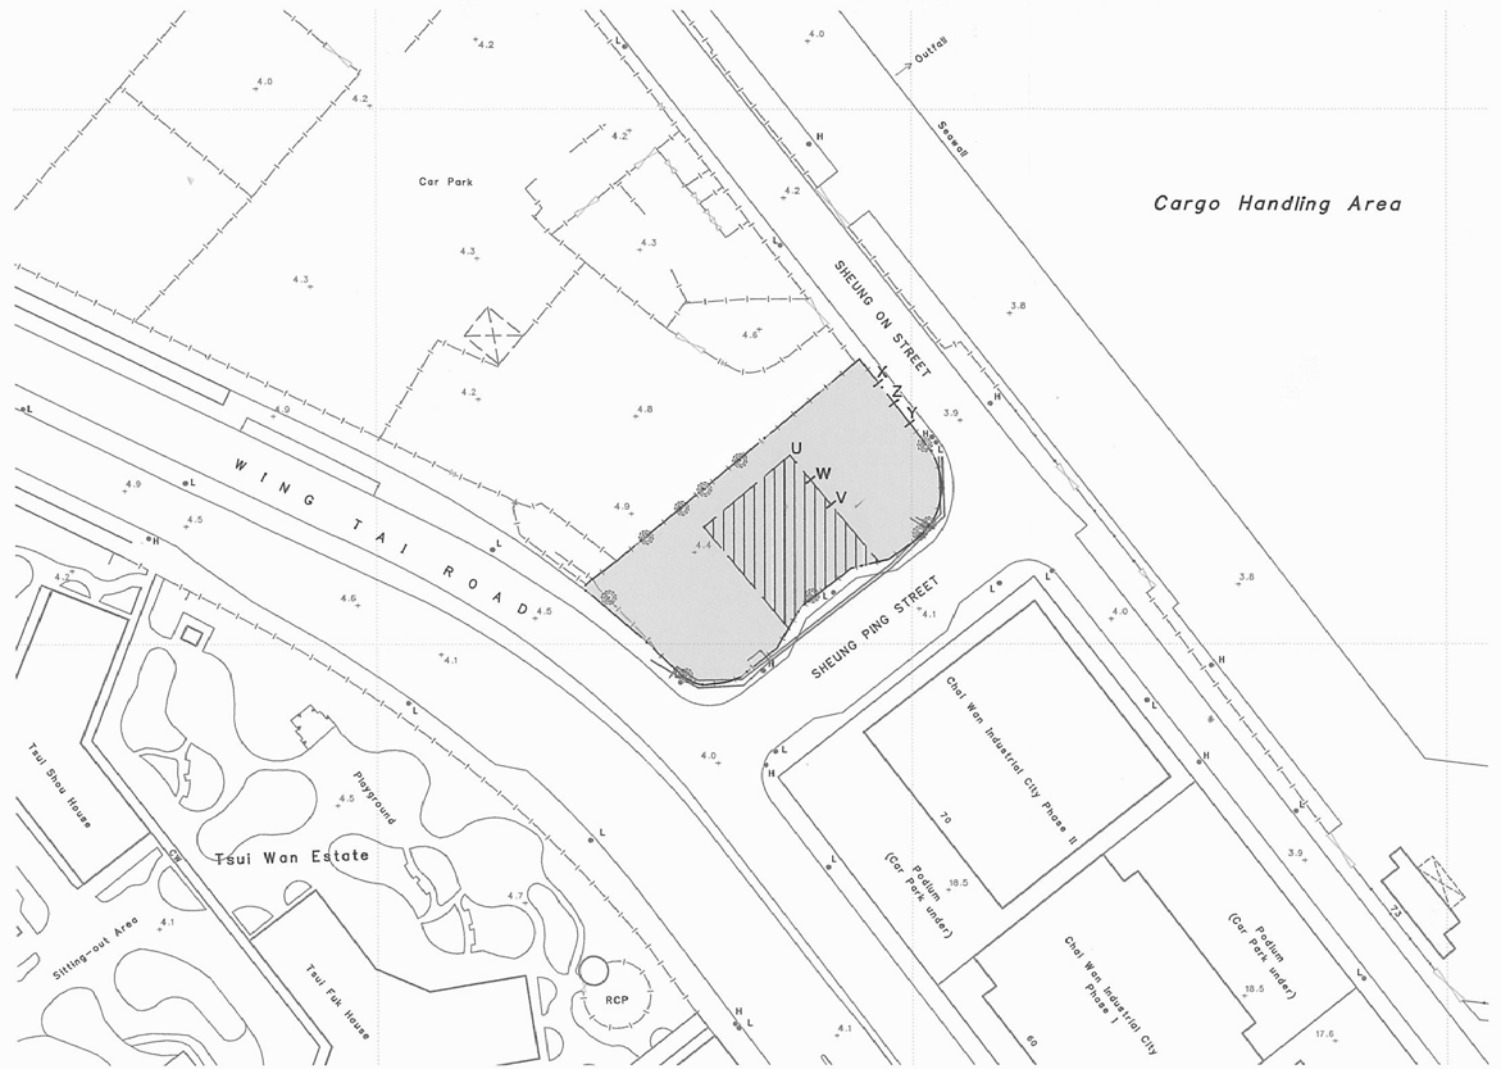 4.0
4.2
4.2
L
4.0
Outfall
4.2
H
Seawall
Car Park
4.2
Cargo Handling Area
4.3
4.3
4.3
L
SHEUNG ON STREET
3.8
4.6
4.2
4.8
4.9
L
X
Z
Y
3.9
H
H
L
U
W
V
WING TAI ROAD
4.9
L
4.5
4.9
4.4
H
L
4.2
4.6
4.5
L
SHEUNG PING STREET
4.1
L
L
4.0
3.8
4.1
H
H
L
L
Chai Wan Industrial City Phase II
L
4.0
L
H
H
Tsui Shou House
Playground
4.5
70
L
L
L
CW
Tsui Wan Estate
Podium
(Car Park under)
18.5
3.9
4.7
73
4.1
Sitting-out Area
Podium
(Car Park under)
18.5
Chai Wan Industrial City
Phase I
L
Tsui Fuk House
RCP
H
L
4.1
60
17.6